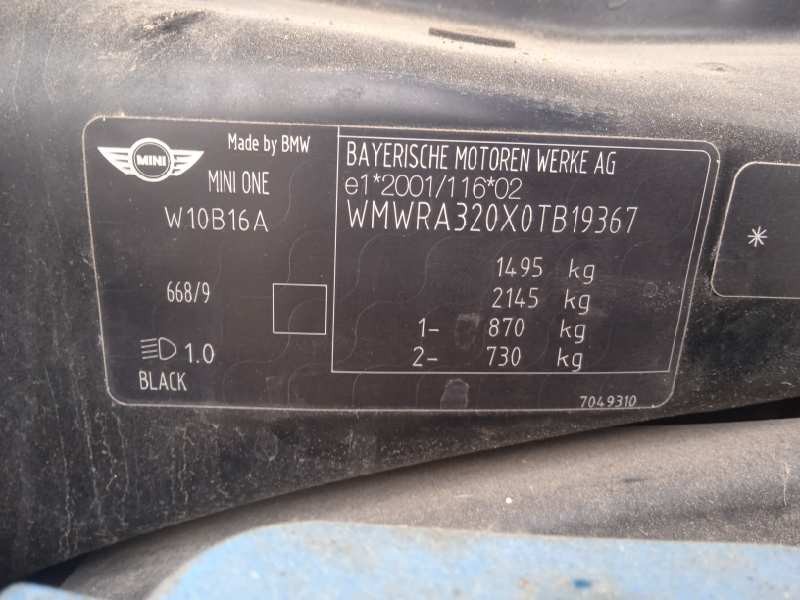 MINI
Made by BMW
MINI ONE
W10B16A
668/9
1.0
BLACK
BAYERISCHE MOTOREN WERKE AG
e1*2001/116*02
WMWRA320X0TB19367
1495 kg
2145 kg
1- 870 kg
2- 730 kg
7049310
*